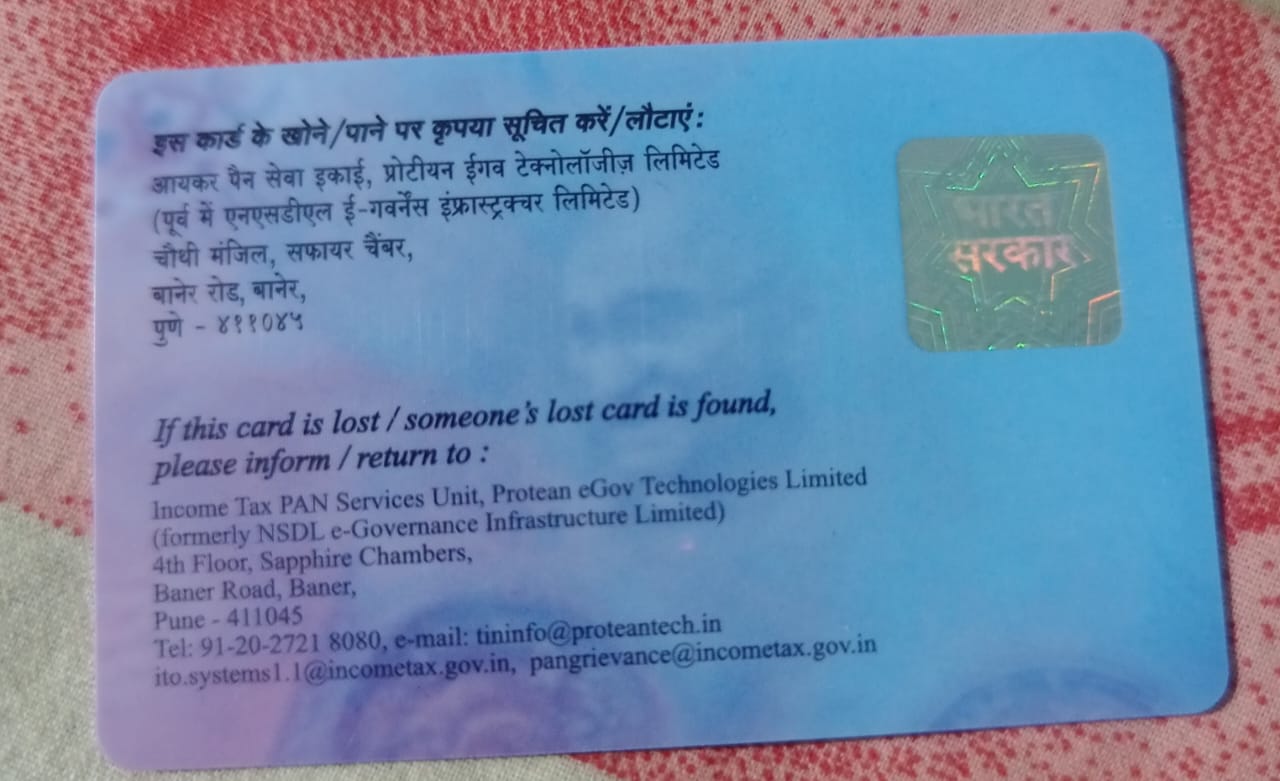 इस कार्ड के खोने/पाने पर कृपया सूचित करें/लौटाएं:
आयकर पैन सेवा इकाई, प्रोटीयन ईगव टेक्नोलॉजीज़ लिमिटेड
(पूर्व में एनएसडीएल ई-गवर्नेंस इंफ्रास्ट्रक्चर लिमिटेड)
चौथी मंजिल, सफायर चैंबर,
बानेर रोड, बानेर,
पुणे - ४११०४५
भारत
सरकार
If this card is lost / someone's lost card is found,
please inform / return to :
Income Tax PAN Services Unit, Protean eGov Technologies Limited
(formerly NSDL e-Governance Infrastructure Limited)
4th Floor, Sapphire Chambers,
Baner Road, Baner,
Pune - 411045
Tel: 91-20-2721 8080, e-mail: tininfo@proteantech.in
ito.systems1.1@incometax.gov.in, pangrievance@incometax.gov.in